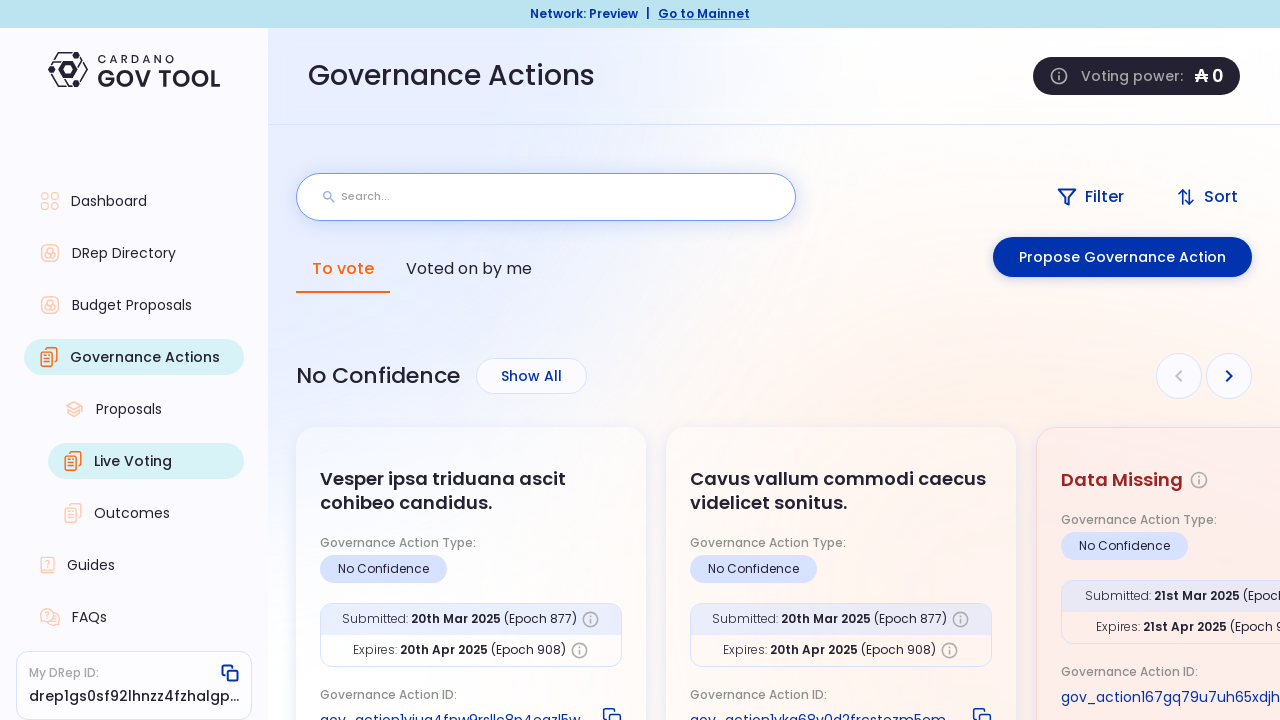 Network: Preview | Go to Mainnet
CARDANO
GOV TOOL
Governance Actions
Voting power: ₳ 0
Dashboard
DRep Directory
Budget Proposals
Governance Actions
Proposals
Live Voting
Outcomes
Guides
FAQs
My DRep ID:
drep1gs0sf92lhnzz4fzhalgp...
Search...
Filter
Sort
To vote
Voted on by me
Propose Governance Action
No Confidence
Show All
Vesper ipsa triduana ascit
cohibeo candidus.
Governance Action Type:
No Confidence
Submitted: 20th Mar 2025 (Epoch 877)
Expires: 20th Apr 2025 (Epoch 908)
Governance Action ID:
Cavus vallum commodi caecus
videlicet sonitus.
Governance Action Type:
No Confidence
Submitted: 20th Mar 2025 (Epoch 877)
Expires: 20th Apr 2025 (Epoch 908)
Governance Action ID:
Data Missing
Governance Action Type:
No Confidence
Submitted: 21st Mar 2025
Expires: 21st Apr 2025 (Epoch
Governance Action ID:
gov_action167gq79u7uh65xdjh